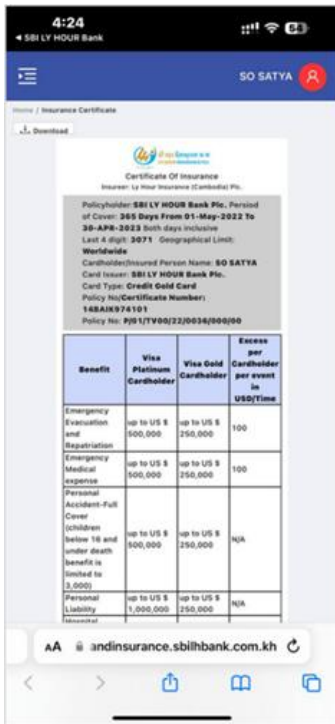 4:24
54
◀ SBI LY HOUR Bank
SO SATYA
Home / Insurance Certificate
Download
Certificate Of Insurance
Insurer: Ly Hour Insurance (Cambodia) Plc.
Policyholder: SBI LY HOUR Bank Plc. Persiod
of Cover: 365 Days From 01-May-2022 To
30-APR-2023 Both days inclusive
Last 4 digit: 3071 Geographical Limit:
Worldwide
Cardholder/Insured Person Name: SO SATYA
Card Issuer: SBI LY HOUR Bank Plc.
Card Type: Credit Gold Card
Policy No/Certificate Number:
148AIK974101
Policy No: P/01/TV00/22/0036/000/00
Benefit
Visa Platinum Cardholder
Visa Gold Cardholder
Excess per Cardholder per event in USD/Time
Emergency Evacuation and Repatriation
up to US $ 500,000
up to US $ 250,000
100
Emergency Medical expense
up to US $ 500,000
up to US $ 250,000
100
Personal Accident-Full Cover (children below 16 and under death benefit is limited to 3,000)
up to US $ 500,000
up to US $ 250,000
N/A
Personal Liability
up to US $ 1,000,000
up to US $ 250,000
N/A
Hospital
AA
andinsurance.sbilhbank.com.kh